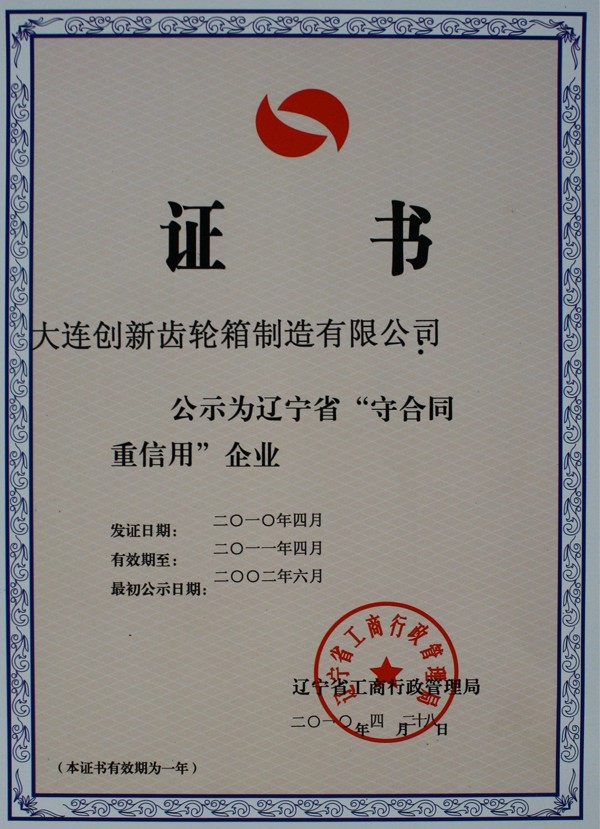 证 书
大连创新齿轮箱制造有限公司:
公示为辽宁省“守合同
重信用”企业
发证日期： 二〇一〇年四月
有效期至： 二〇一一年四月
最初公示日期： 二〇〇二年六月
辽宁省工商行政管理局
辽宁省工商行政管理局
二〇一〇年 四 月二十八日
（本证书有效期为一年）